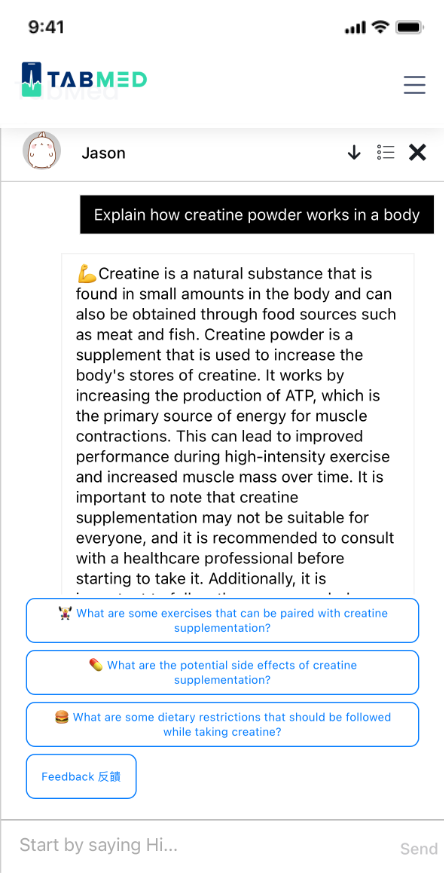 9:41
TABMED
Jason
Explain how creatine powder works in a body
💪Creatine is a natural substance that is
found in small amounts in the body and can
also be obtained through food sources such
as meat and fish. Creatine powder is a
supplement that is used to increase the
body's stores of creatine. It works by
increasing the production of ATP, which is
the primary source of energy for muscle
contractions. This can lead to improved
performance during high-intensity exercise
and increased muscle mass over time. It is
important to note that creatine
supplementation may not be suitable for
everyone, and it is recommended to consult
with a healthcare professional before
starting to take it. Additionally, it is
🏋️ What are some exercises that can be paired with creatine
supplementation?
💊 What are the potential side effects of creatine
supplementation?
🍔 What are some dietary restrictions that should be followed
while taking creatine?
Feedback 反饋
Start by saying Hi...
Send